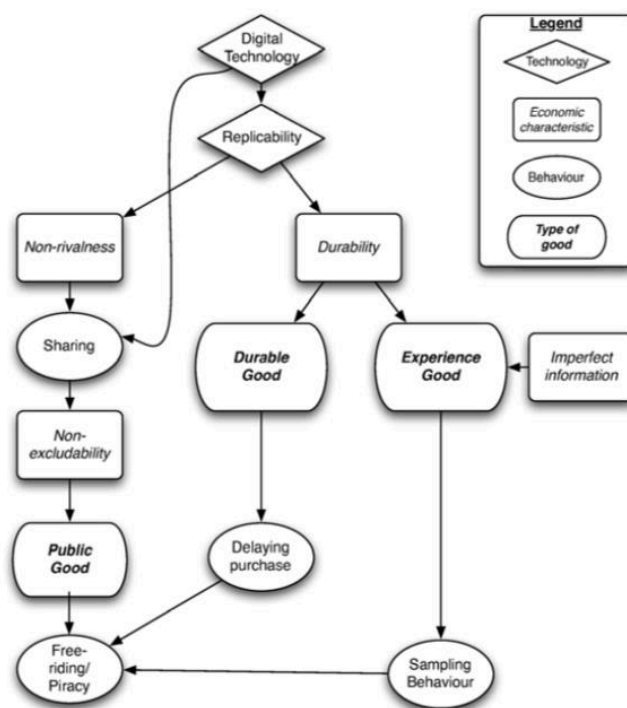 Digital
Technology
Replicability
Non-rivalness
Durability
Sharing
Durable
Good
Experience
Good
Imperfect
information
Non-
excludability
Public
Good
Delaying
purchase
Free-
riding/
Piracy
Sampling
Behaviour
Legend
Technology
Economic
characteristic
Behaviour
Type of
good